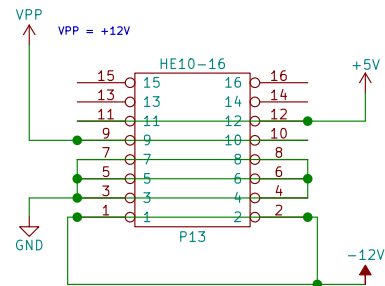 VPP
VPP = +12V
+5V
HE10-16
15 15 16 16
13 13 14 14
11 11 12 12
9 9 10 10
7 7 8 8
5 5 6 6
3 3 4 4
1 1 2 2
P13
GND
-12V